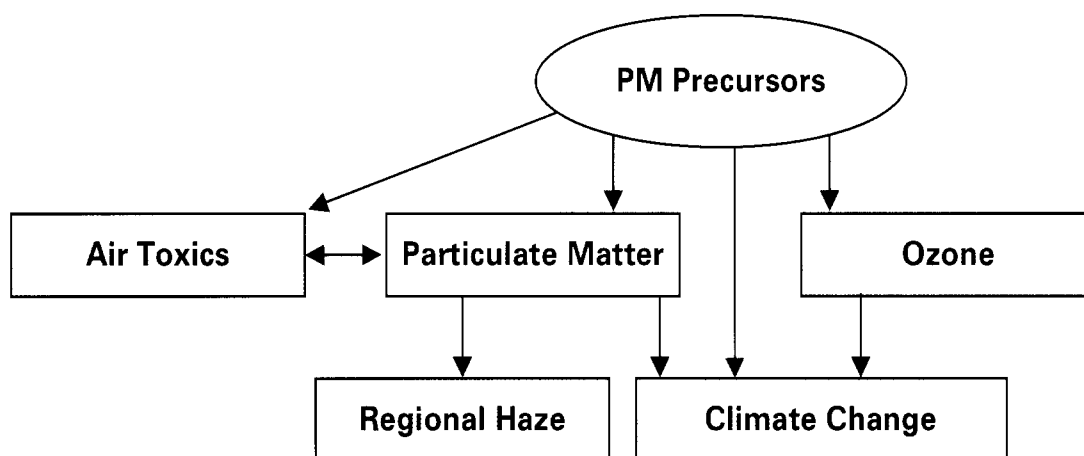 PM Precursors
Air Toxics
Particulate Matter
Ozone
Regional Haze
Climate Change